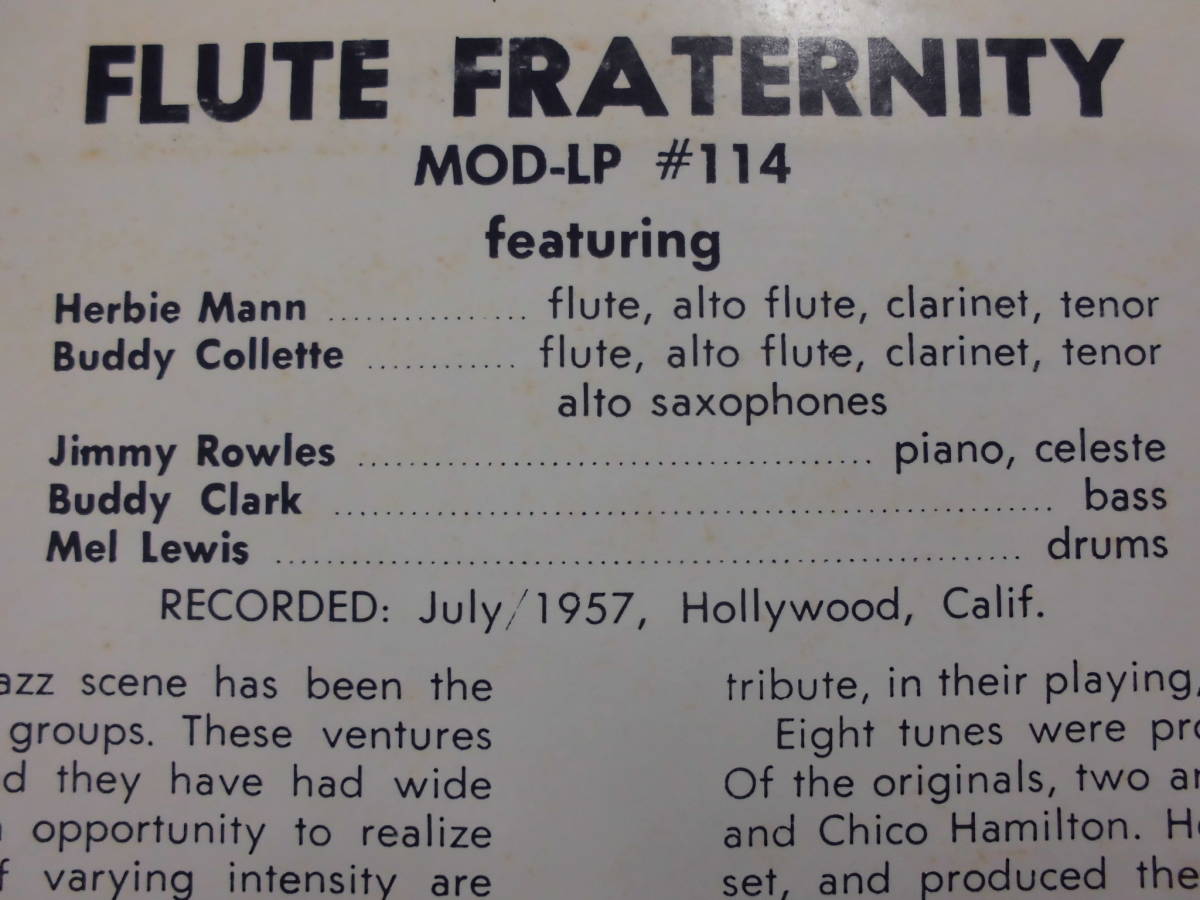 FLUTE FRATERNITY
MOD-LP #114
featuring
Herbie Mann ................ flute, alto flute, clarinet, tenor
Buddy Collette ............ flute, alto flute, clarinet, tenor
alto saxophones
Jimmy Rowles .................................... piano, celeste
Buddy Clark .................................................. bass
Mel Lewis .................................................... drums
RECORDED: July/1957, Hollywood, Calif.
scene has been the
groups. These ventures
they have had wide
opportunity to realize
varying intensity are
tribute, in their playing,
Eight tunes were
Of the originals, two
and Chico Hamilton.
set, and produced the